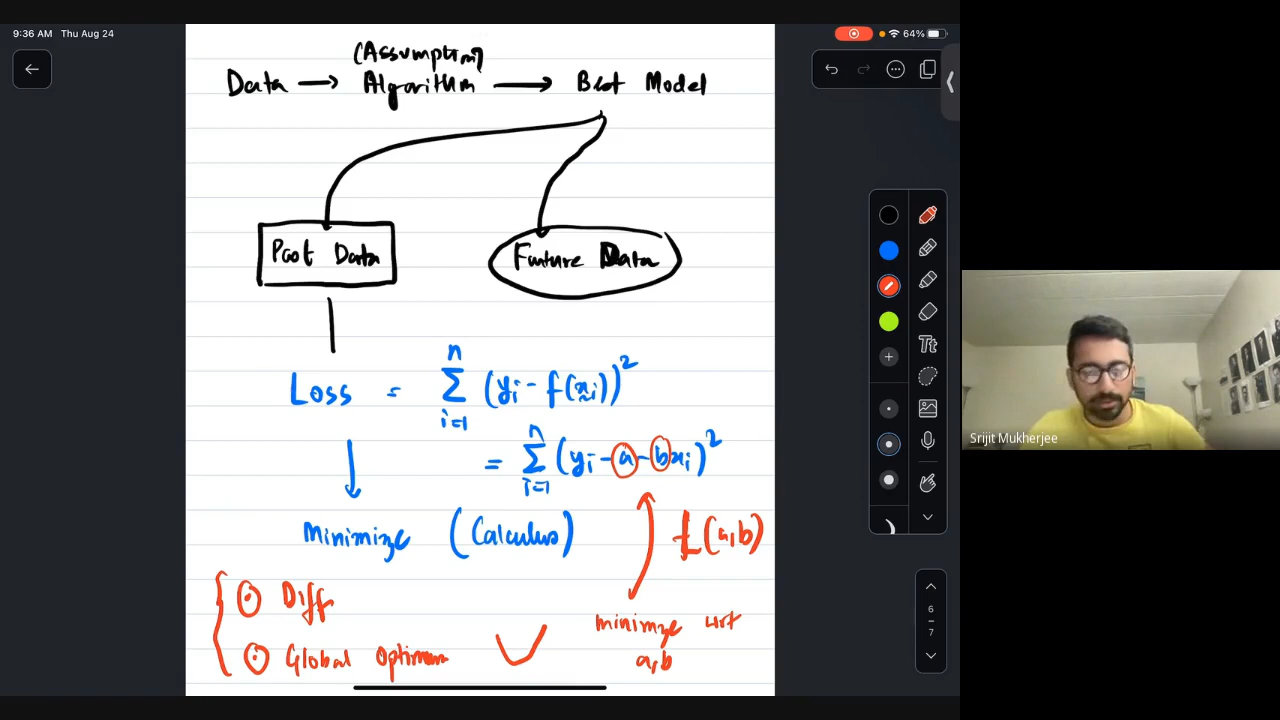 9:36 AM Thu Aug 24
64%
(Assumption)
Data → Algorithm → Best Model
Past Data
Future Data
Loss = n Σ i=1 (yi - f(xi))²
= n Σ i=1 (yi - a - bxi)²
minimize (Calculus) L(a,b)
Diff
minimize wrt
a,b
Global Optimum
Tt
6
7
Srijit Mukherjee